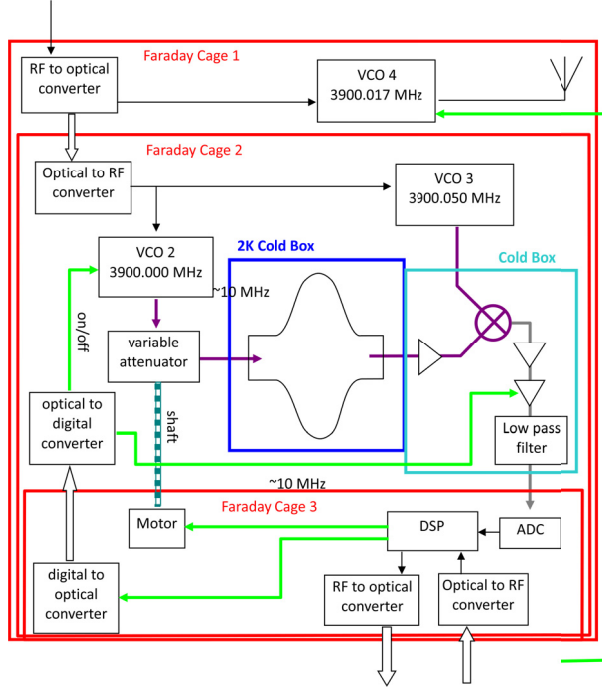 Faraday Cage 1
RF to optical
converter
VCO 4
3900.017 MHz
Faraday Cage 2
Optical to RF
converter
VCO 3
3900.050 MHz
VCO 2
3900.000 MHz
2K Cold Box
Cold Box
~10 MHz
on/off
variable
attenuator
optical to
digital
converter
shaft
Low pass
filter
~10 MHz
Faraday Cage 3
Motor
DSP
ADC
digital to
optical
converter
RF to optical
converter
Optical to RF
converter